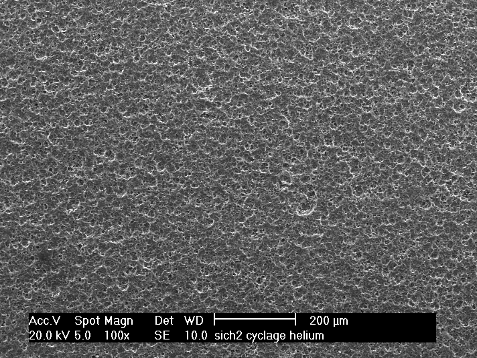 Acc.V Spot Magn Det WD 200 µm
20.0 kV 5.0 100x SE 10.0 sich2 cyclage helium